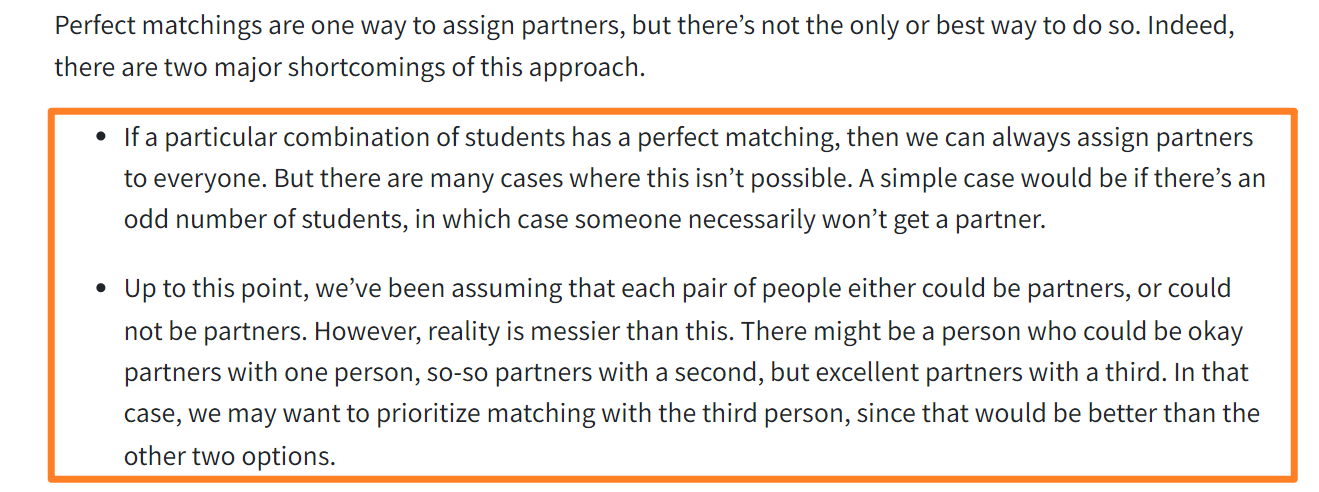 Perfect matchings are one way to assign partners, but there’s not the only or best way to do so. Indeed,
there are two major shortcomings of this approach.
• If a particular combination of students has a perfect matching, then we can always assign partners
to everyone. But there are many cases where this isn’t possible. A simple case would be if there’s an
odd number of students, in which case someone necessarily won’t get a partner.
• Up to this point, we’ve been assuming that each pair of people either could be partners, or could
not be partners. However, reality is messier than this. There might be a person who could be okay
partners with one person, so-so partners with a second, but excellent partners with a third. In that
case, we may want to prioritize matching with the third person, since that would be better than the
other two options.